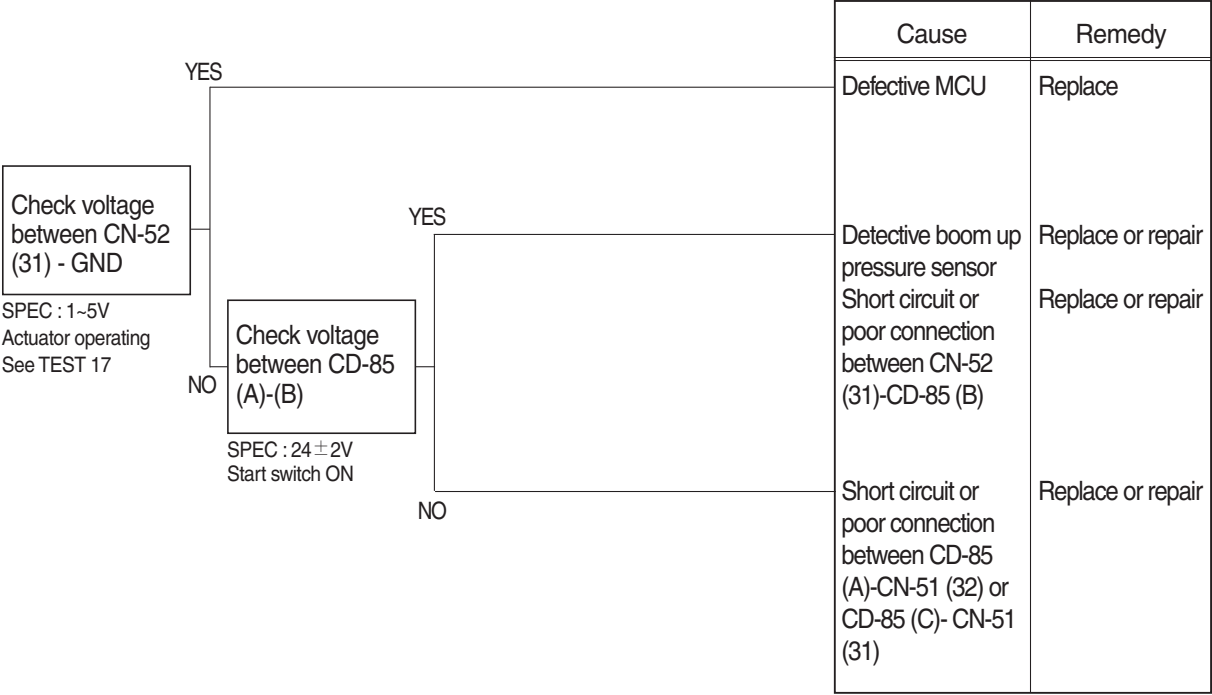 Cause
Remedy
YES
Defective MCU
Replace
Check voltage
between CN-52
(31) - GND
SPEC : 1~5V
Actuator operating
See TEST 17
YES
Detective boom up
pressure sensor
Replace or repair
Short circuit or
poor connection
between CN-52
(31)-CD-85 (B)
Replace or repair
NO
Check voltage
between CD-85
(A)-(B)
SPEC : 24±2V
Start switch ON
NO
Short circuit or
poor connection
between CD-85
(A)-CN-51 (32) or
CD-85 (C)- CN-51
(31)
Replace or repair